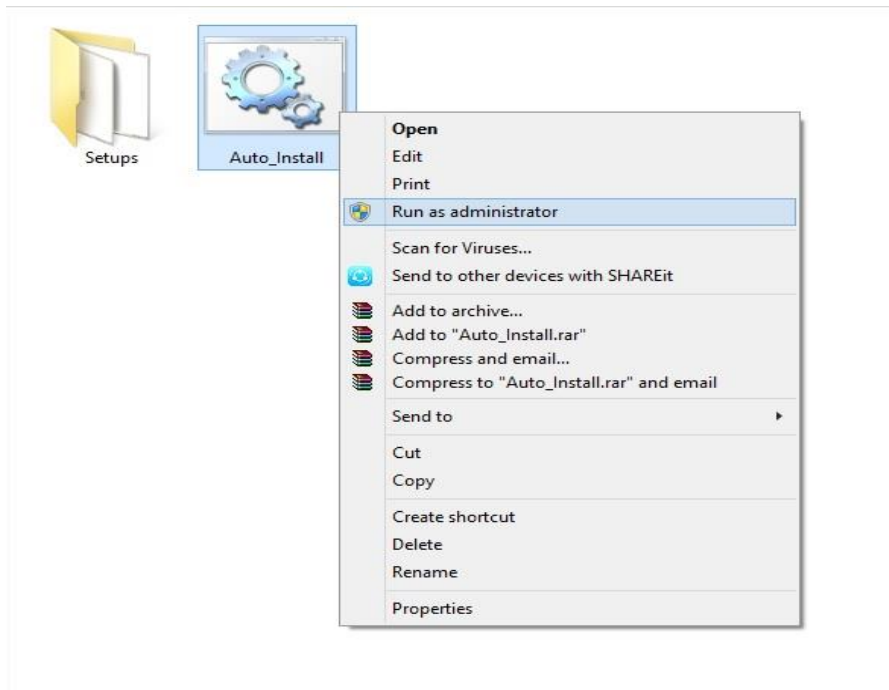 Setups
Auto_Install
Open
Edit
Print
Run as administrator
Scan for Viruses...
Send to other devices with SHAREit
Add to archive...
Add to "Auto_Install.rar"
Compress and email...
Compress to "Auto_Install.rar" and email
Send to
Cut
Copy
Create shortcut
Delete
Rename
Properties